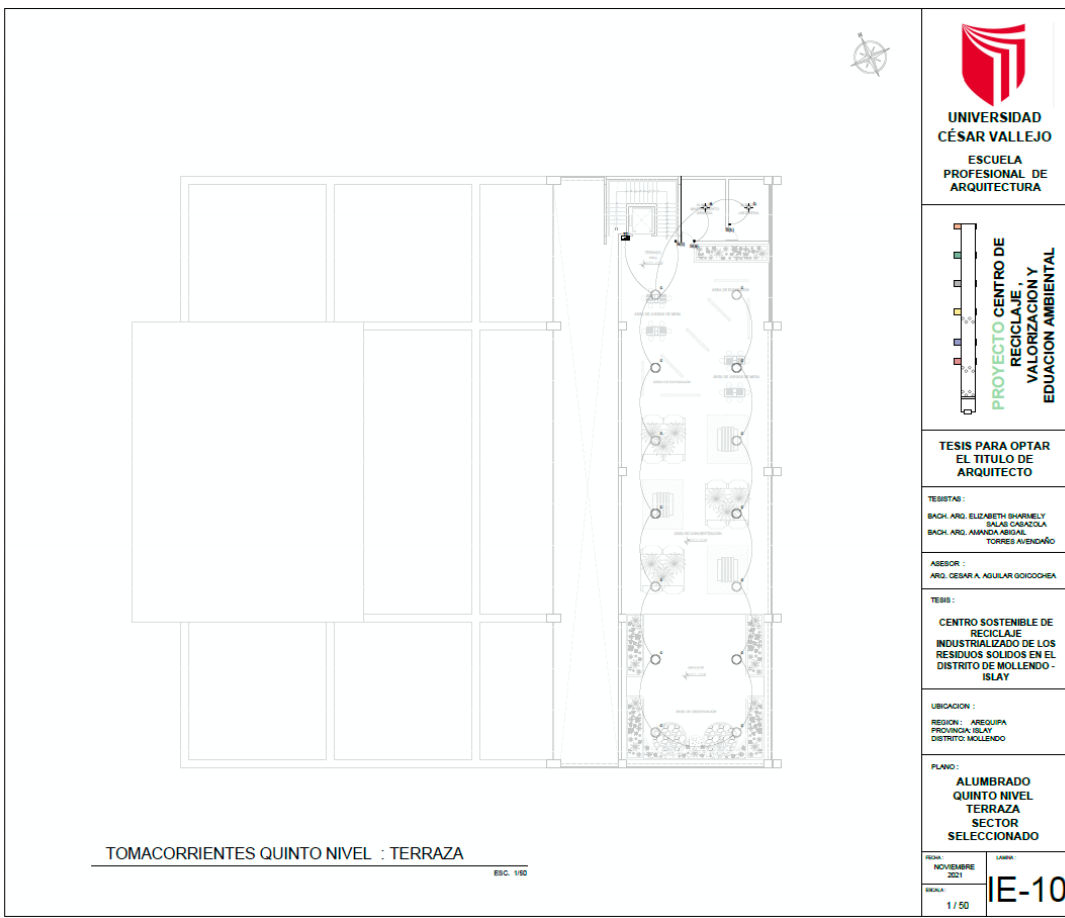 UNIVERSIDAD
CÉSAR VALLEJO
ESCUELA
PROFESIONAL DE
ARQUITECTURA
PROYECTO CENTRO DE
RECICLAJE ,
VALORIZACION Y
EDUACION AMBIENTAL
TESIS PARA OPTAR
EL TITULO DE
ARQUITECTO
TESISTAS :
BACH. ARQ. ELIZABETH SHARMELY
SALAS CASAZOLA
BACH. ARQ. AMANDA ABIGAIL
TORRES AVENDAÑO
ASESOR :
ARQ. CESAR A. AGUILAR GOICOCHEA
TESIS :
CENTRO SOSTENIBLE DE
RECICLAJE
INDUSTRIALIZADO DE LOS
RESIDUOS SOLIDOS EN EL
DISTRITO DE MOLLENDO -
ISLAY
UBICACION :
REGION : AREQUIPA
PROVINCIA: ISLAY
DISTRITO: MOLLENDO
PLANO :
ALUMBRADO
QUINTO NIVEL
TERRAZA
SECTOR
SELECCIONADO
FECHA :
NOVIEMBRE
2021
LAMINA :
IE-10
ESCALA :
1 / 50
TOMACORRIENTES QUINTO NIVEL : TERRAZA
ESC. 1/50